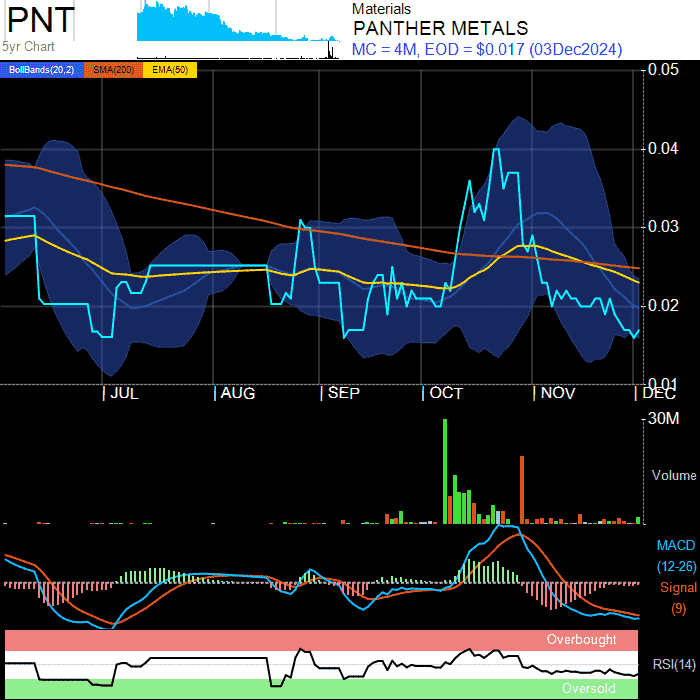 PNT
5yr Chart
Materials
PANTHER METALS
MC = 4M, EOD = $0.017 (03Dec2024)
BollBands(20,2) SMA(200) EMA(50)
0.05
0.04
0.03
0.02
0.01
JUL AUG SEP OCT NOV DEC
30M
Volume
MACD
(12-26)
Signal
(9)
Overbought
RSI(14)
Oversold